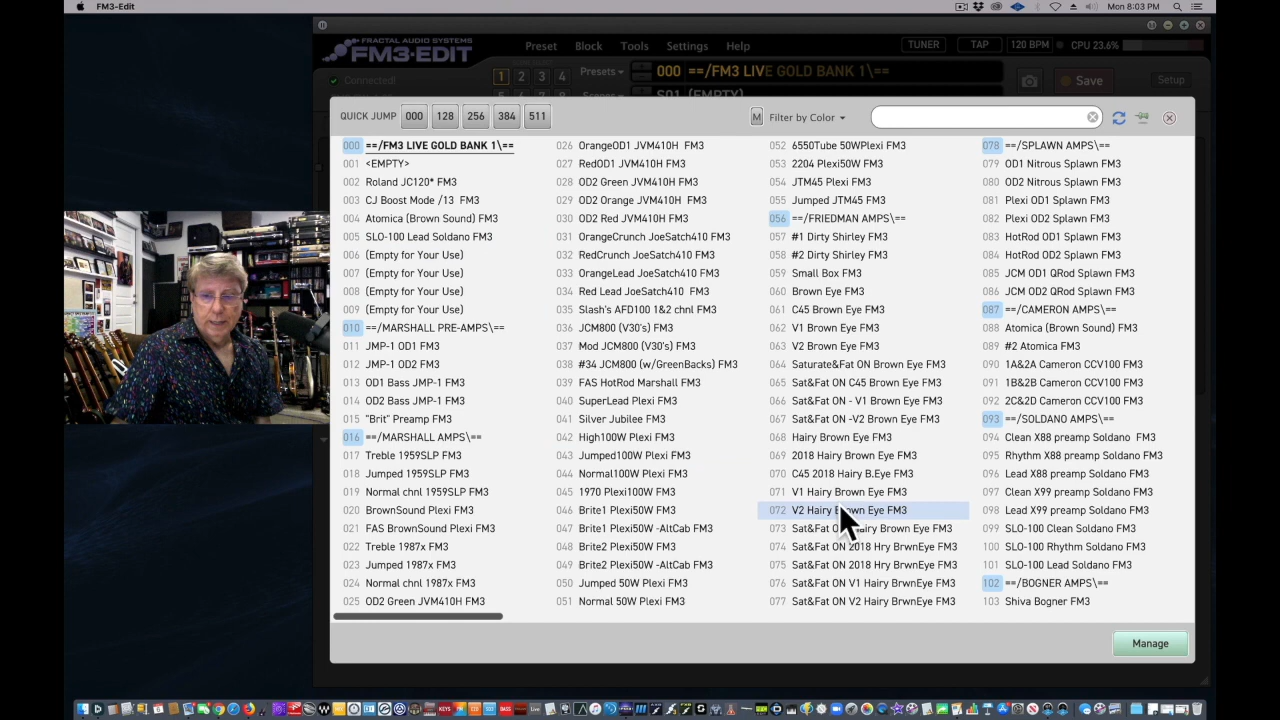 FM3-Edit
Mon 8:03 PM
FRACTAL AUDIO SYSTEMS
FM3•EDIT
Preset Block Tools Settings Help
TUNER TAP 120 BPM CPU 23.6%
Connected!
1 2 3 4
Presets
000 ==/FM3 LIVE GOLD BANK 1\==
Save
Setup
QUICK JUMP 000 128 256 384 511
M Filter by Color
000 ==/FM3 LIVE GOLD BANK 1\==
001 <EMPTY>
002 Roland JC120* FM3
003 CJ Boost Mode /13 FM3
004 Atomica (Brown Sound) FM3
005 SLO-100 Lead Soldano FM3
006 (Empty for Your Use)
007 (Empty for Your Use)
008 (Empty for Your Use)
009 (Empty for Your Use)
010 ==/MARSHALL PRE-AMPS\==
011 JMP-1 OD1 FM3
012 JMP-1 OD2 FM3
013 OD1 Bass JMP-1 FM3
014 OD2 Bass JMP-1 FM3
015 "Brit" Preamp FM3
016 ==/MARSHALL AMPS\==
017 Treble 1959SLP FM3
018 Jumped 1959SLP FM3
019 Normal chnl 1959SLP FM3
020 BrownSound Plexi FM3
021 FAS BrownSound Plexi FM3
022 Treble 1987x FM3
023 Jumped 1987x FM3
024 Normal chnl 1987x FM3
025 OD2 Green JVM410H FM3
026 OrangeOD1 JVM410H FM3
027 RedOD1 JVM410H FM3
028 OD2 Green JVM410H FM3
029 OD2 Orange JVM410H FM3
030 OD2 Red JVM410H FM3
031 OrangeCrunch JoeSatch410 FM3
032 RedCrunch JoeSatch410 FM3
033 OrangeLead JoeSatch410 FM3
034 Red Lead JoeSatch410 FM3
035 Slash's AFD100 1&2 chnl FM3
036 JCM800 (V30's) FM3
037 Mod JCM800 (V30's) FM3
038 #34 JCM800 (w/GreenBacks) FM3
039 FAS HotRod Marshall FM3
040 SuperLead Plexi FM3
041 Silver Jubilee FM3
042 High100W Plexi FM3
043 Jumped100W Plexi FM3
044 Normal100W Plexi FM3
045 1970 Plexi100W FM3
046 Brite1 Plexi50W FM3
047 Brite1 Plexi50W -AltCab FM3
048 Brite2 Plexi50W FM3
049 Brite2 Plexi50W -AltCab FM3
050 Jumped 50W Plexi FM3
051 Normal 50W Plexi FM3
052 6550Tube 50WPlexi FM3
053 2204 Plexi50W FM3
054 JTM45 Plexi FM3
055 Jumped JTM45 FM3
056 ==/FRIEDMAN AMPS\==
057 #1 Dirty Shirley FM3
058 #2 Dirty Shirley FM3
059 Small Box FM3
060 Brown Eye FM3
061 C45 Brown Eye FM3
062 V1 Brown Eye FM3
063 V2 Brown Eye FM3
064 Saturate&Fat ON Brown Eye FM3
065 Sat&Fat ON C45 Brown Eye FM3
066 Sat&Fat ON - V1 Brown Eye FM3
067 Sat&Fat ON -V2 Brown Eye FM3
068 Hairy Brown Eye FM3
069 2018 Hairy Brown Eye FM3
070 C45 2018 Hairy B.Eye FM3
071 V1 Hairy Brown Eye FM3
072 V2 Hairy Brown Eye FM3
073 Sat&Fat Hairy Brown Eye FM3
074 Sat&Fat ON 2018 Hry BrwnEye FM3
075 Sat&Fat ON 2018 Hry BrwnEye FM3
076 Sat&Fat ON V1 Hairy BrwnEye FM3
077 Sat&Fat ON V2 Hairy BrwnEye FM3
078 ==/SPLAWN AMPS\==
079 OD1 Nitrous Splawn FM3
080 OD2 Nitrous Splawn FM3
081 Plexi OD1 Splawn FM3
082 Plexi OD2 Splawn FM3
083 HotRod OD1 Splawn FM3
084 HotRod OD2 Splawn FM3
085 JCM OD1 QRod Splawn FM3
086 JCM OD2 QRod Splawn FM3
087 ==/CAMERON AMPS\==
088 Atomica (Brown Sound) FM3
089 #2 Atomica FM3
090 1A&2A Cameron CCV100 FM3
091 1B&2B Cameron CCV100 FM3
092 2C&2D Cameron CCV100 FM3
093 ==/SOLDANO AMPS\==
094 Clean X88 preamp Soldano FM3
095 Rhythm X88 preamp Soldano FM3
096 Lead X88 preamp Soldano FM3
097 Clean X99 preamp Soldano FM3
098 Lead X99 preamp Soldano FM3
099 SLO-100 Clean Soldano FM3
100 SLO-100 Rhythm Soldano FM3
101 SLO-100 Lead Soldano FM3
102 ==/BOGNER AMPS\==
103 Shiva Bogner FM3
Manage